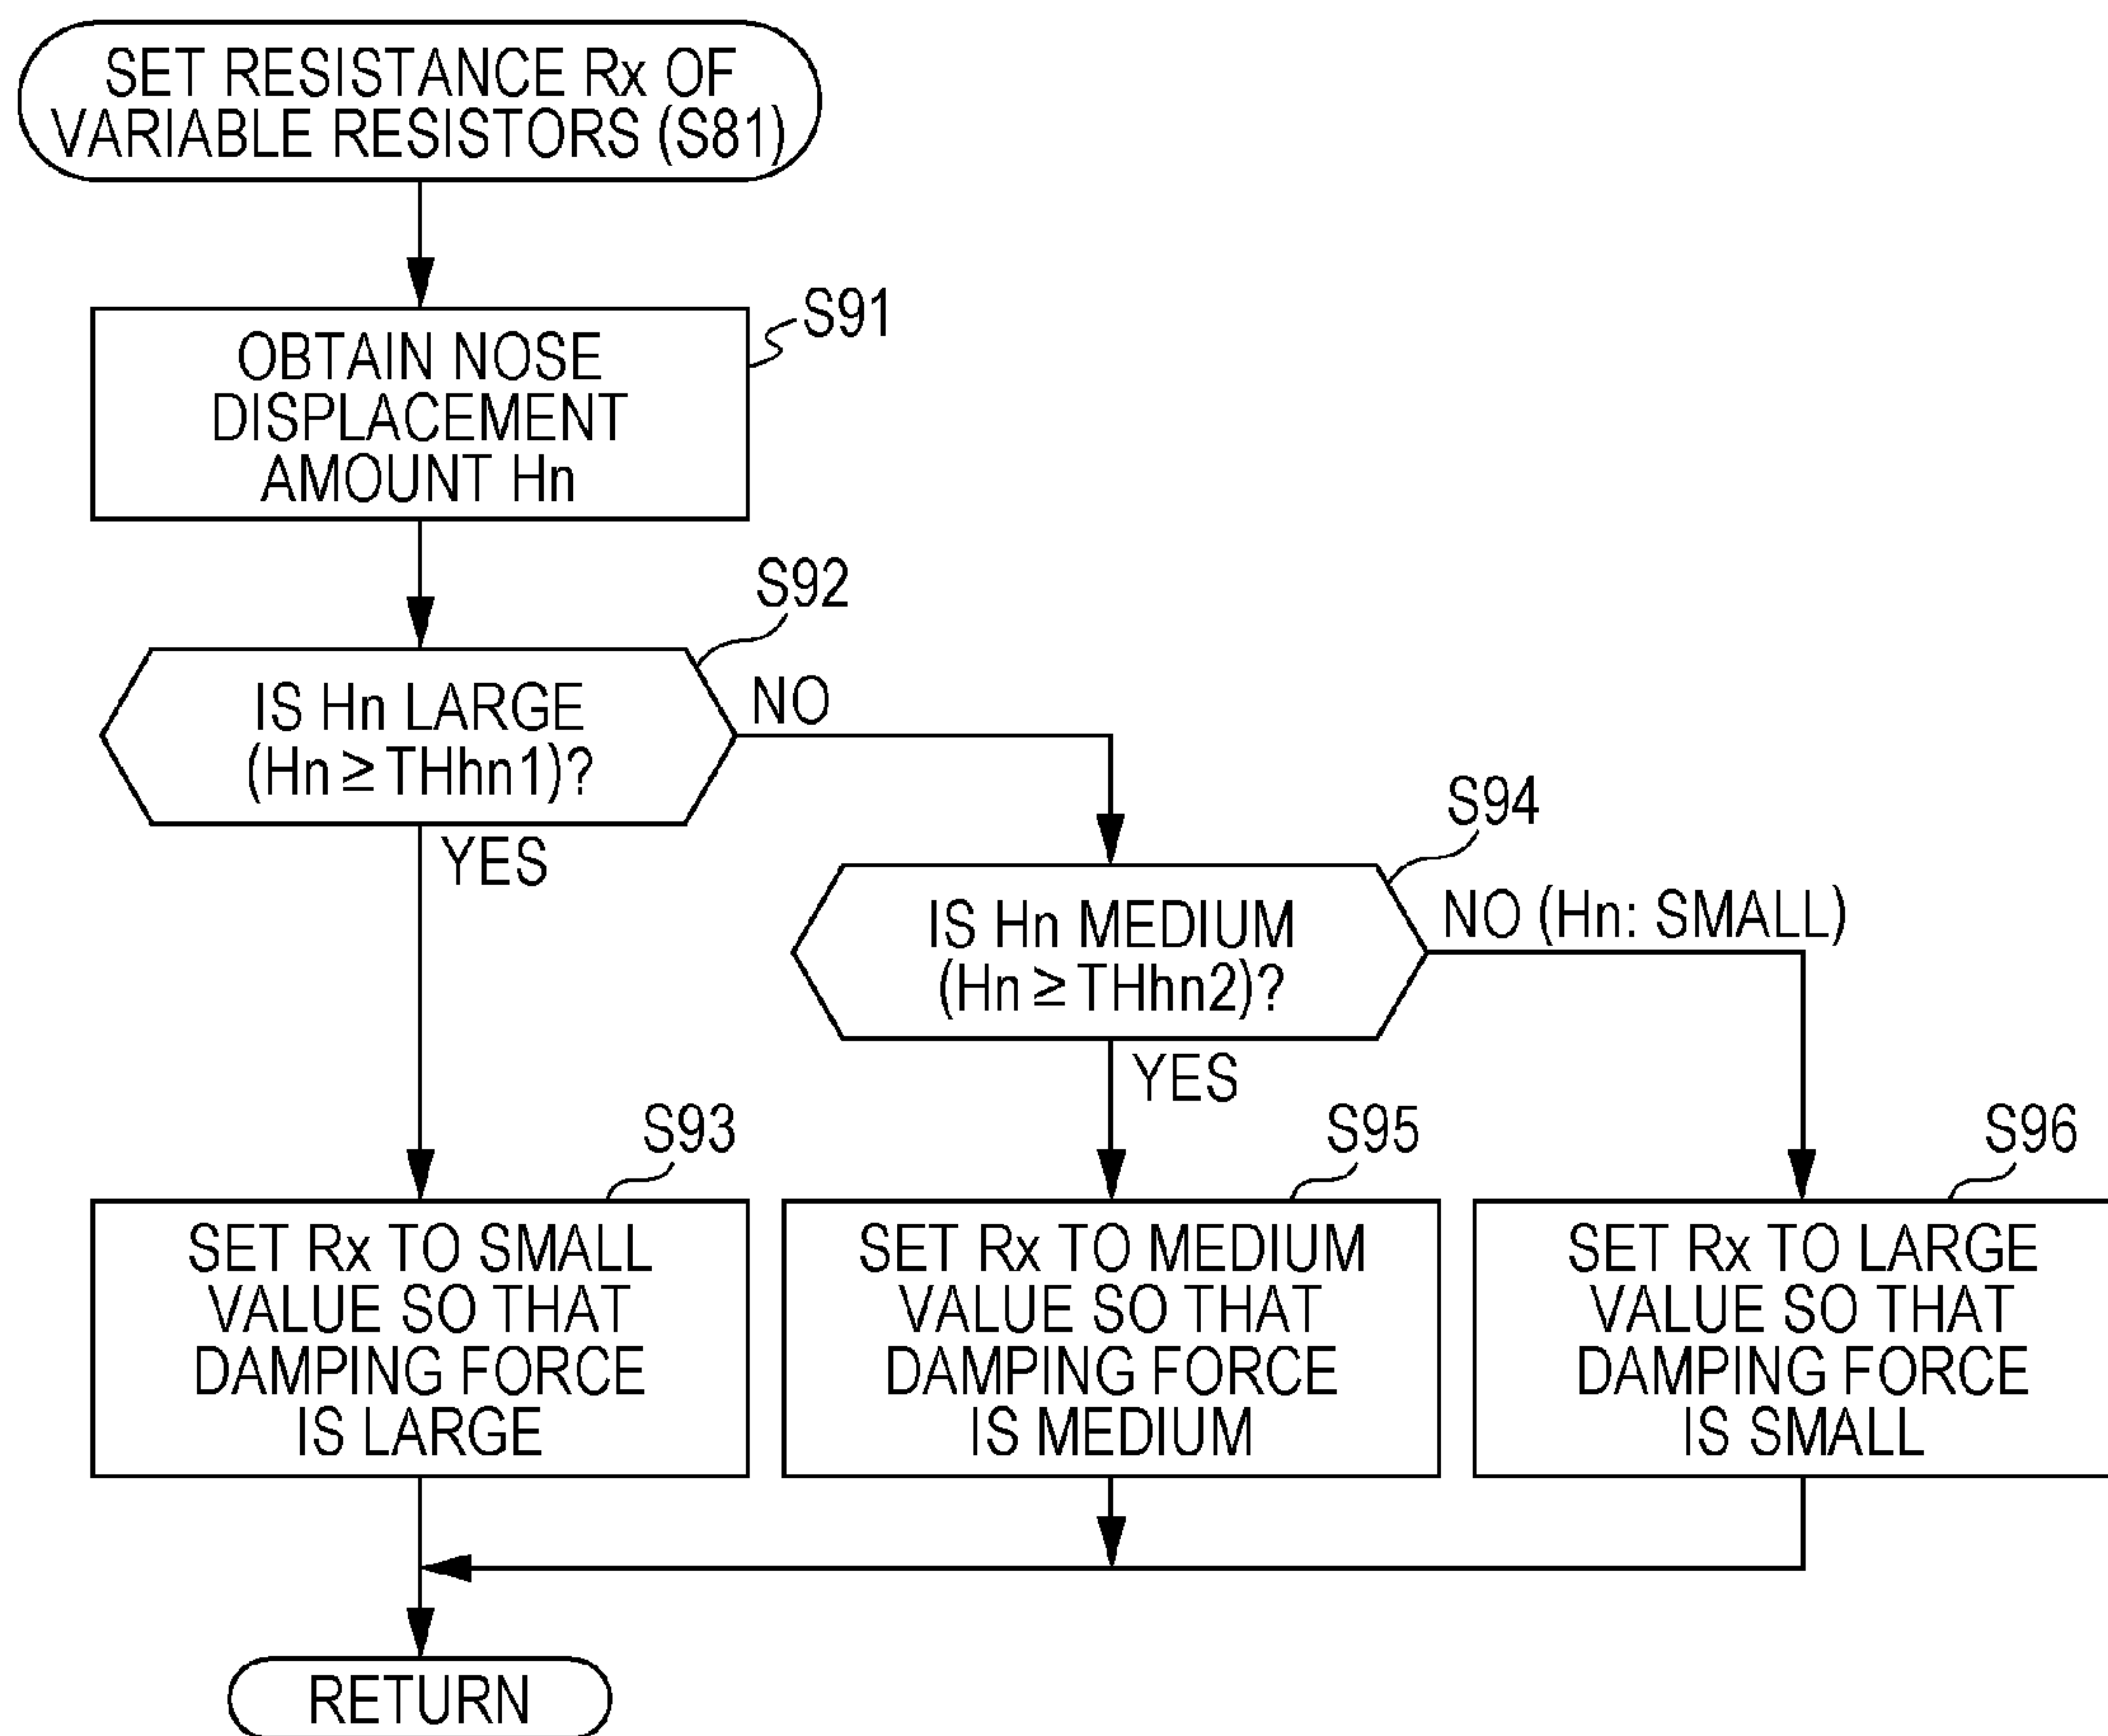 SET RESISTANCE Rx OF
VARIABLE RESISTORS (S81)
S91
OBTAIN NOSE
DISPLACEMENT
AMOUNT Hn
S92
IS Hn LARGE
(Hn ≥ THhn1)?
NO
YES
S94
IS Hn MEDIUM
(Hn ≥ THhn2)?
NO (Hn: SMALL)
YES
S93
SET Rx TO SMALL
VALUE SO THAT
DAMPING FORCE
IS LARGE
S95
SET Rx TO MEDIUM
VALUE SO THAT
DAMPING FORCE
IS MEDIUM
S96
SET Rx TO LARGE
VALUE SO THAT
DAMPING FORCE
IS SMALL
RETURN